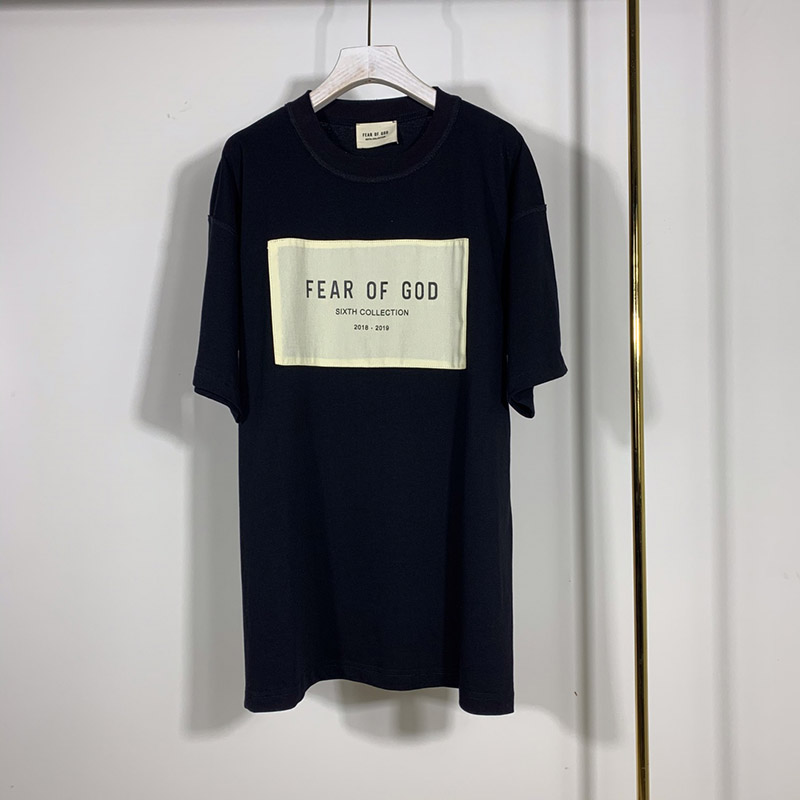 FEAR OF GOD
FEAR OF GOD
SIXTH COLLECTION
2018 - 2019